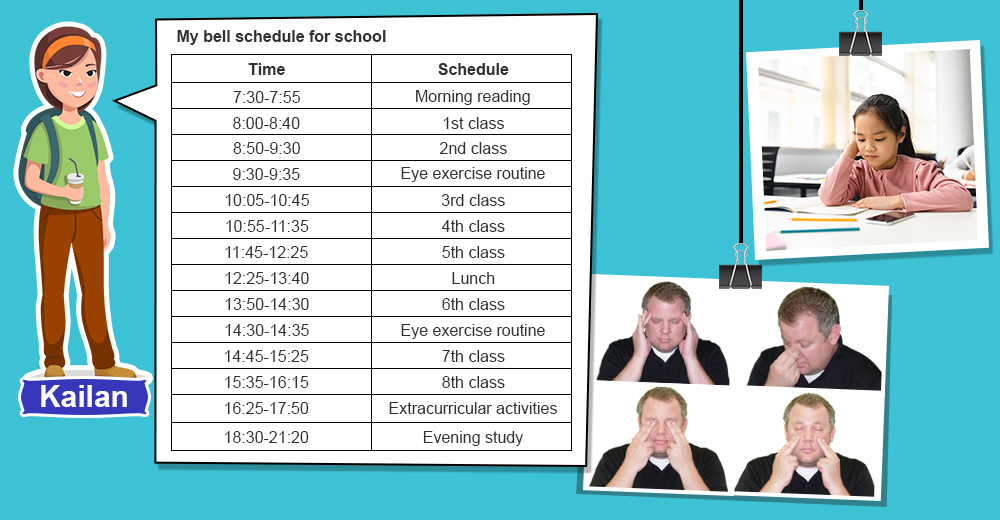 My bell schedule for school
Time Schedule
7:30-7:55 Morning reading
8:00-8:40 1st class
8:50-9:30 2nd class
9:30-9:35 Eye exercise routine
10:05-10:45 3rd class
10:55-11:35 4th class
11:45-12:25 5th class
12:25-13:40 Lunch
13:50-14:30 6th class
14:30-14:35 Eye exercise routine
14:45-15:25 7th class
15:35-16:15 8th class
16:25-17:50 Extracurricular activities
18:30-21:20 Evening study
Kailan